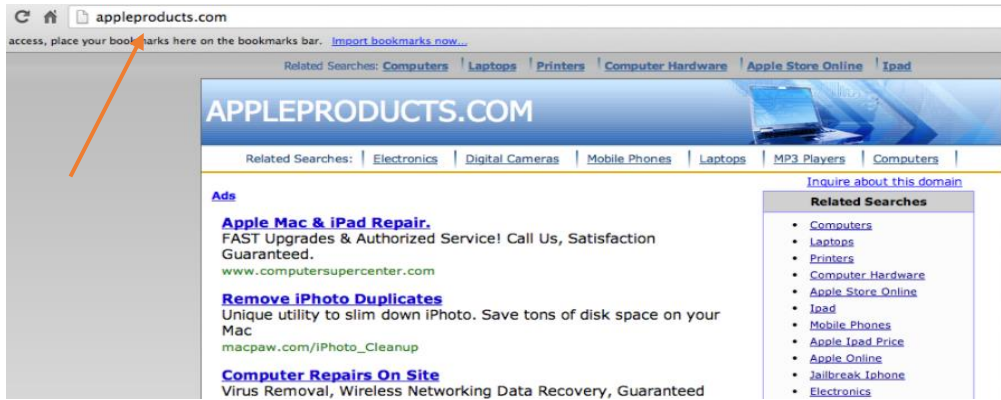 appleproducts.com
access, place your bookmarks here on the bookmarks bar. Import bookmarks now...
Related Searches: Computers Laptops Printers Computer Hardware Apple Store Online Ipad
APPLEPRODUCTS.COM
Related Searches: Electronics Digital Cameras Mobile Phones Laptops MP3 Players Computers
Inquire about this domain
Ads
Apple Mac & iPad Repair.
FAST Upgrades & Authorized Service! Call Us, Satisfaction
Guaranteed.
www.computersupercenter.com
Remove iPhoto Duplicates
Unique utility to slim down iPhoto. Save tons of disk space on your
Mac
macpaw.com/iPhoto_Cleanup
Computer Repairs On Site
Virus Removal, Wireless Networking Data Recovery, Guaranteed
Related Searches
• Computers
• Laptops
• Printers
• Computer Hardware
• Apple Store Online
• Ipad
• Mobile Phones
• Apple Ipad Price
• Apple Online
• Jailbreak Iphone
• Electronics